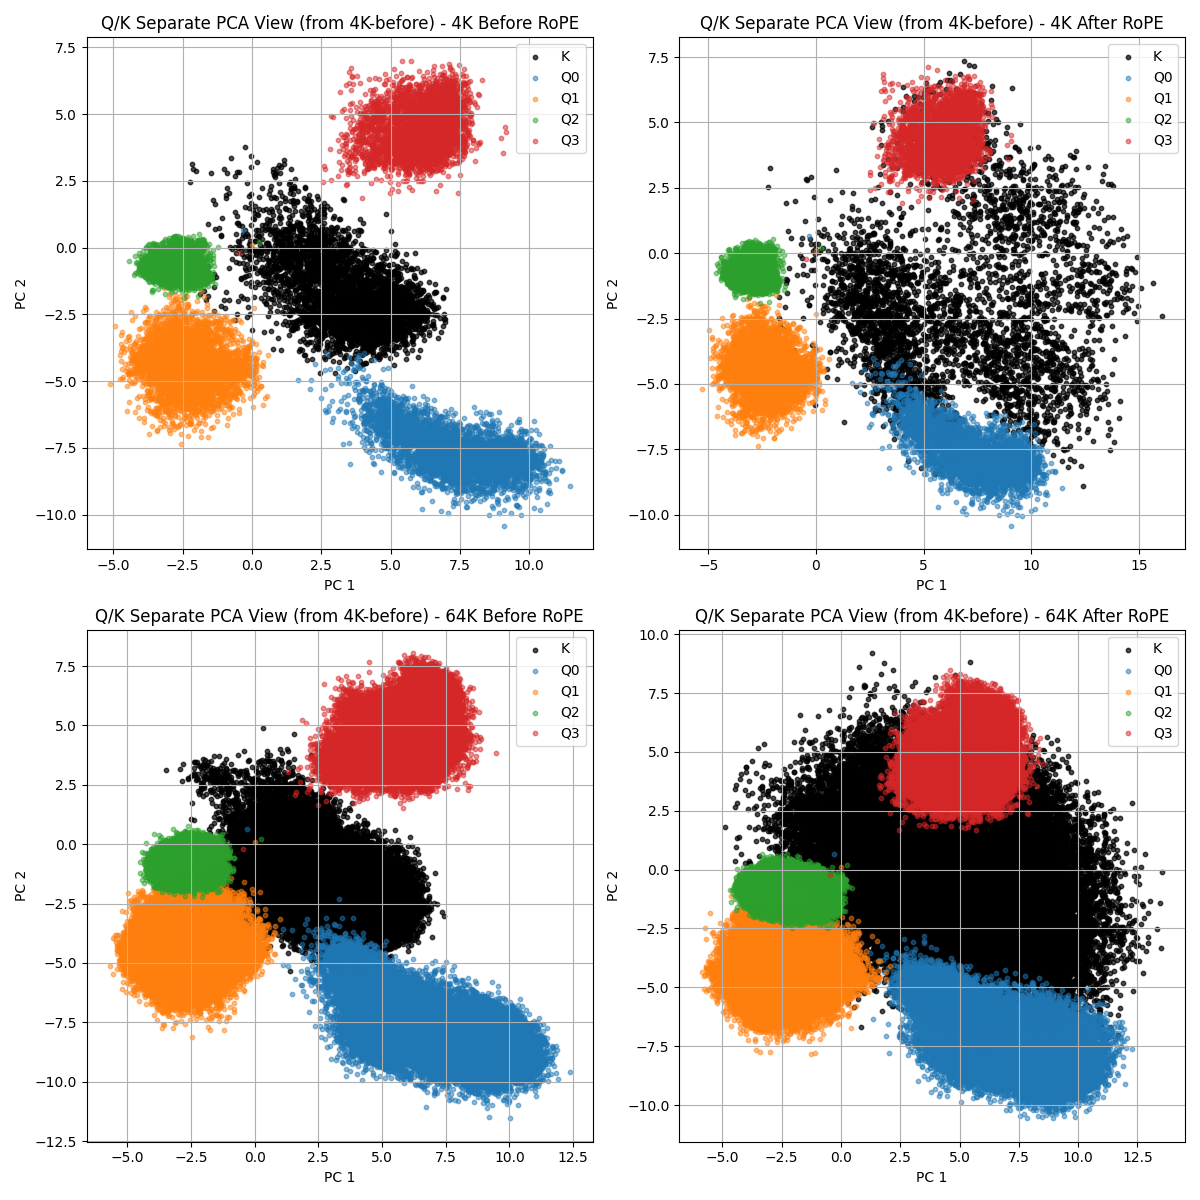 Q/K Separate PCA View (from 4K-before) - 4K Before RoPE
7.5
5.0
2.5
0.0
−2.5
−5.0
−7.5
−10.0
PC 2
−5.0 −2.5 0.0 2.5 5.0 7.5 10.0
PC 1
K
Q0
Q1
Q2
Q3
Q/K Separate PCA View (from 4K-before) - 4K After RoPE
7.5
5.0
2.5
0.0
−2.5
−5.0
−7.5
−10.0
PC 2
−5 0 5 10 15
PC 1
K
Q0
Q1
Q2
Q3
Q/K Separate PCA View (from 4K-before) - 64K Before RoPE
7.5
5.0
2.5
0.0
−2.5
−5.0
−7.5
−10.0
−12.5
PC 2
−5.0 −2.5 0.0 2.5 5.0 7.5 10.0 12.5
PC 1
K
Q0
Q1
Q2
Q3
Q/K Separate PCA View (from 4K-before) - 64K After RoPE
10.0
7.5
5.0
2.5
0.0
−2.5
−5.0
−7.5
−10.0
PC 2
−5.0 −2.5 0.0 2.5 5.0 7.5 10.0 12.5
PC 1
K
Q0
Q1
Q2
Q3